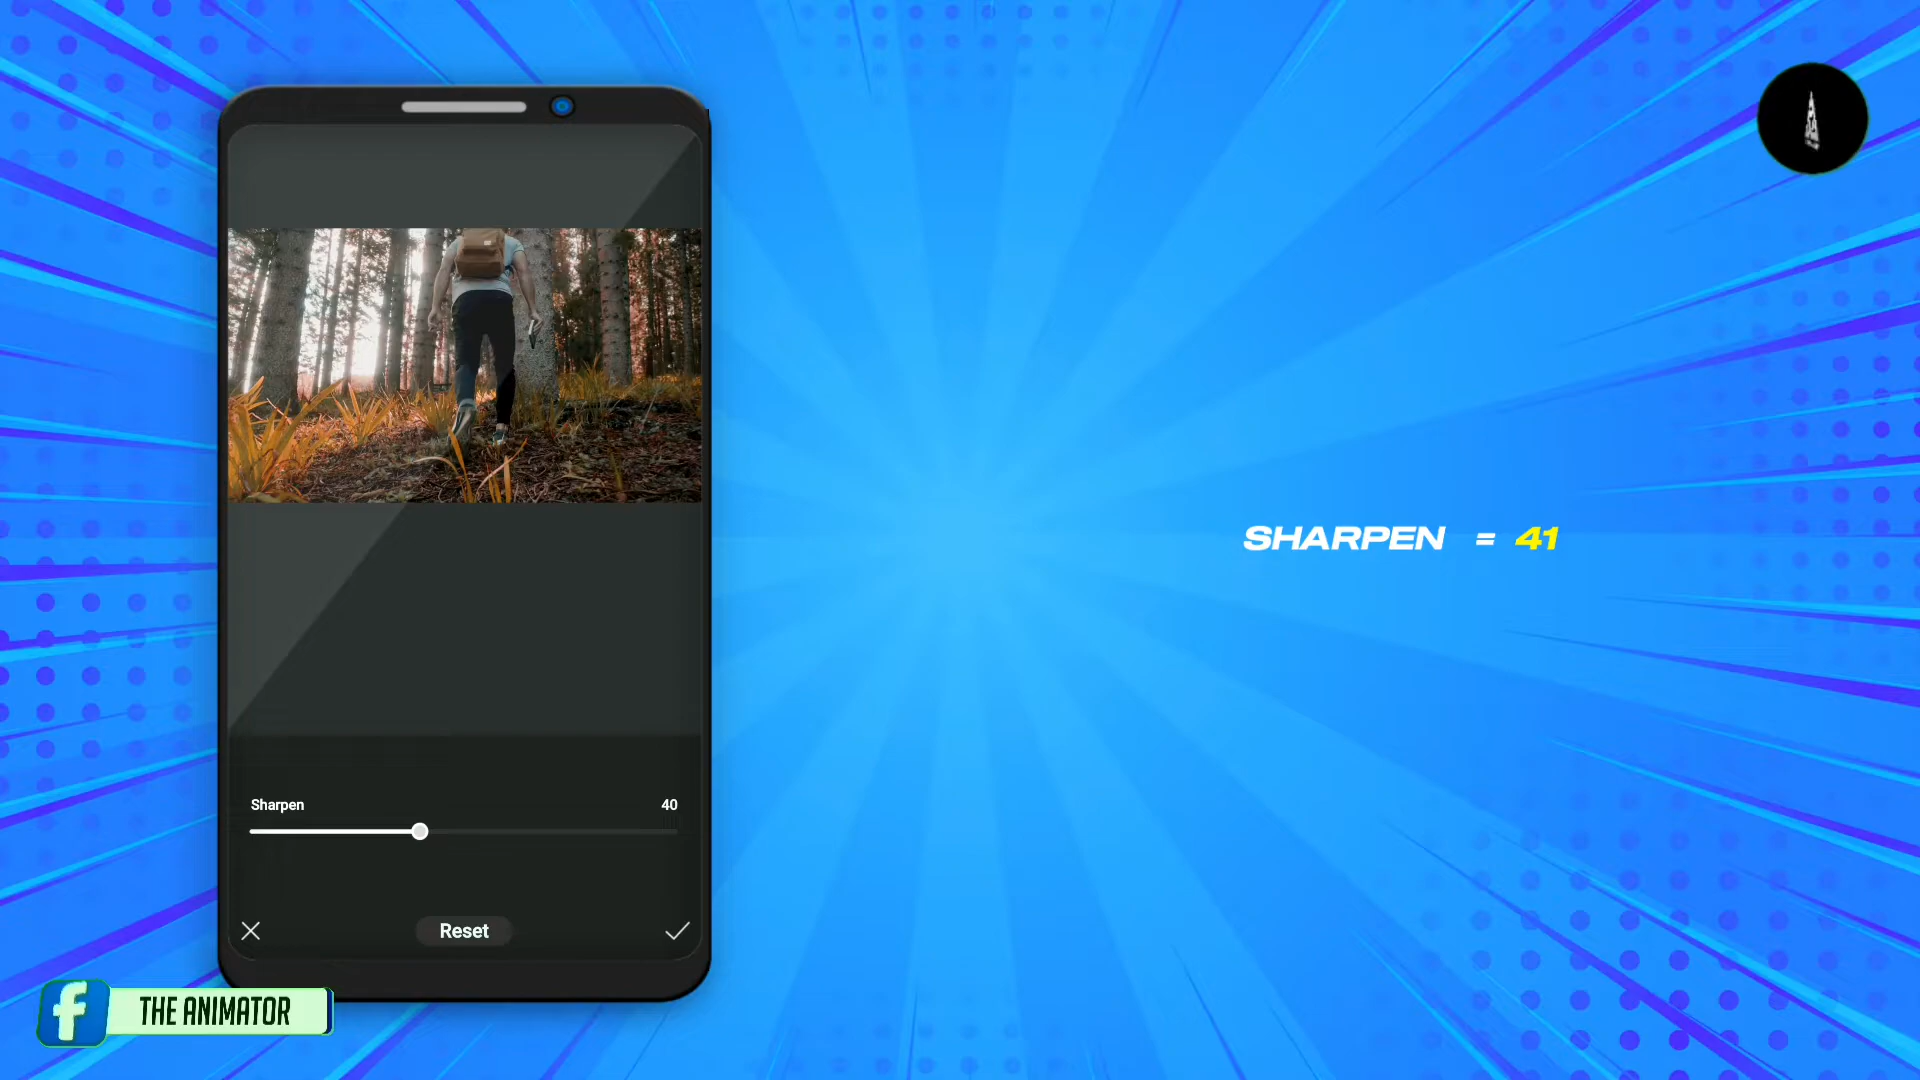 SHARPEN = 41
Sharpen 40
Reset
f THE ANIMATOR